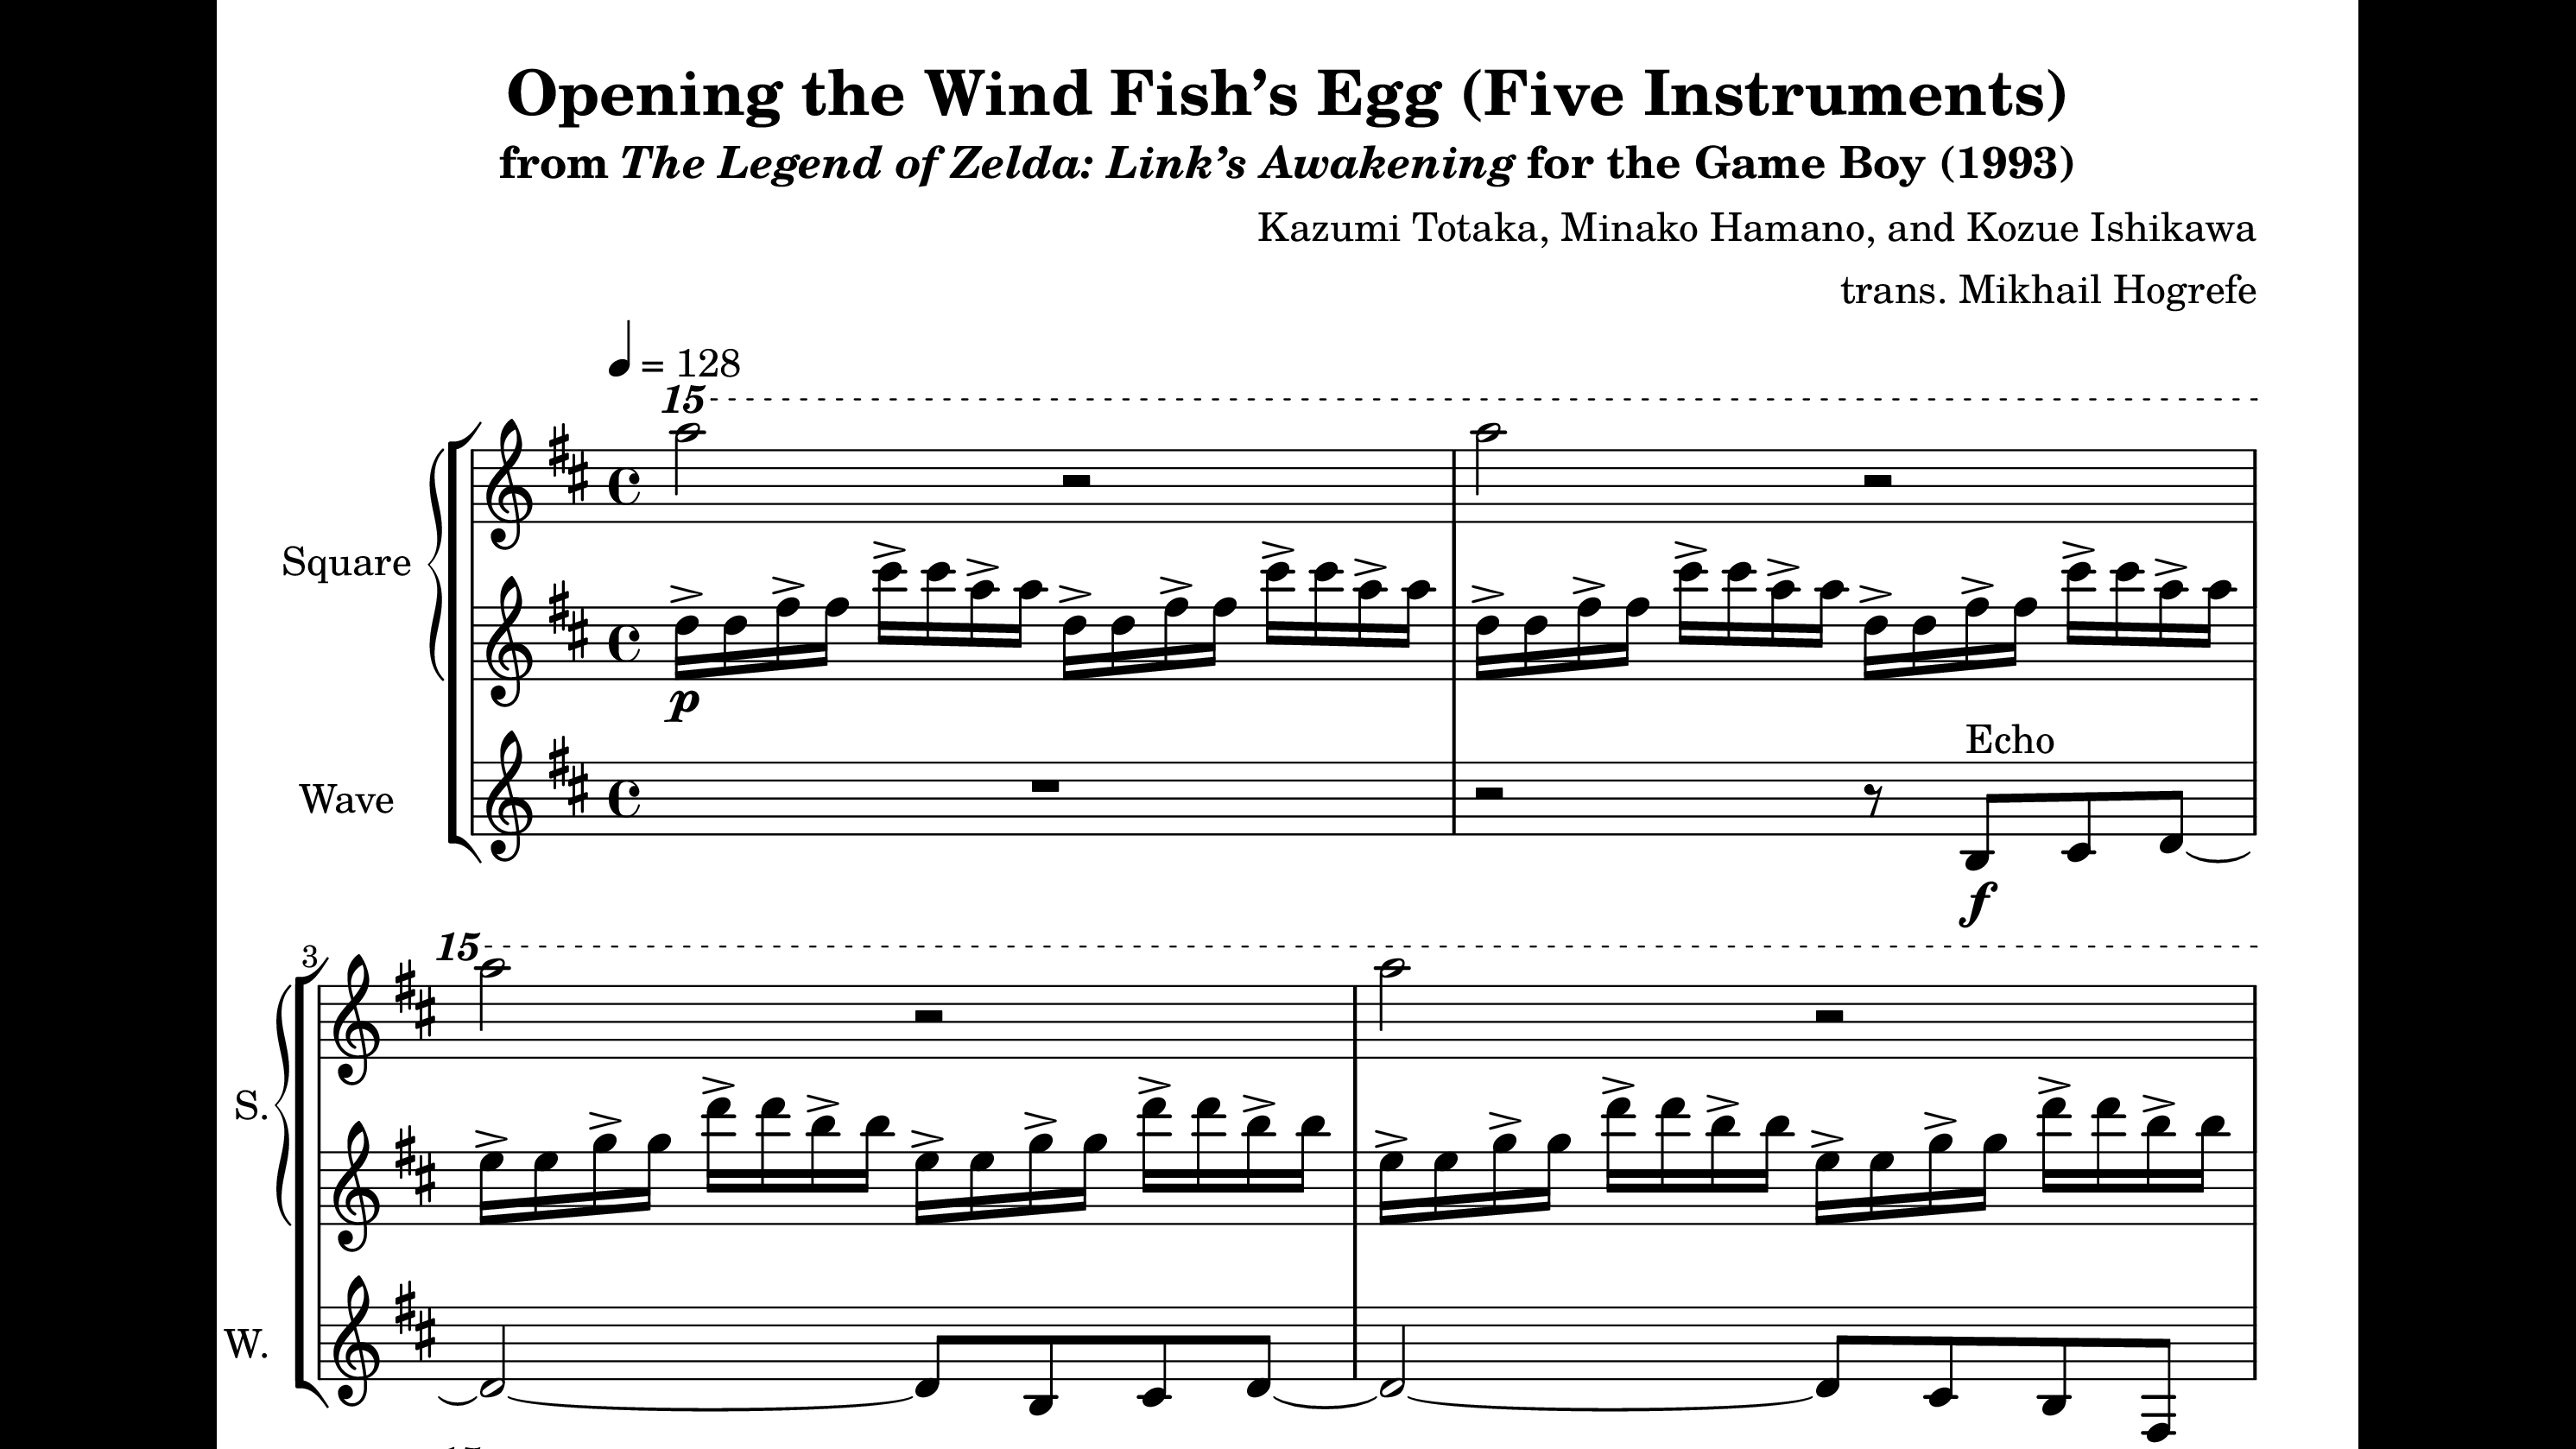 Opening the Wind Fish’s Egg (Five Instruments)
from The Legend of Zelda: Link’s Awakening for the Game Boy (1993)
Kazumi Totaka, Minako Hamano, and Kozue Ishikawa
trans. Mikhail Hogrefe
= 128
15
Square
p
Echo
Wave
f
3
15
S.
W.